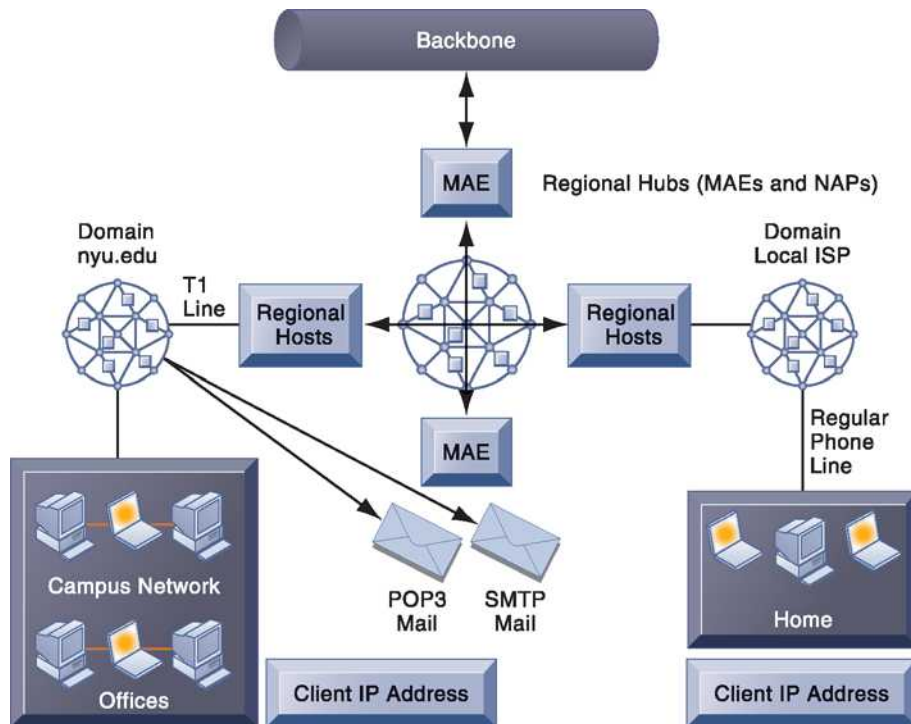 Backbone
MAE
Regional Hubs (MAEs and NAPs)
Domain
nyu.edu
Domain
Local ISP
T1
Line
Regional
Hosts
Regional
Hosts
MAE
Regular
Phone
Line
Campus Network
POP3
Mail
SMTP
Mail
Home
Offices
Client IP Address
Client IP Address